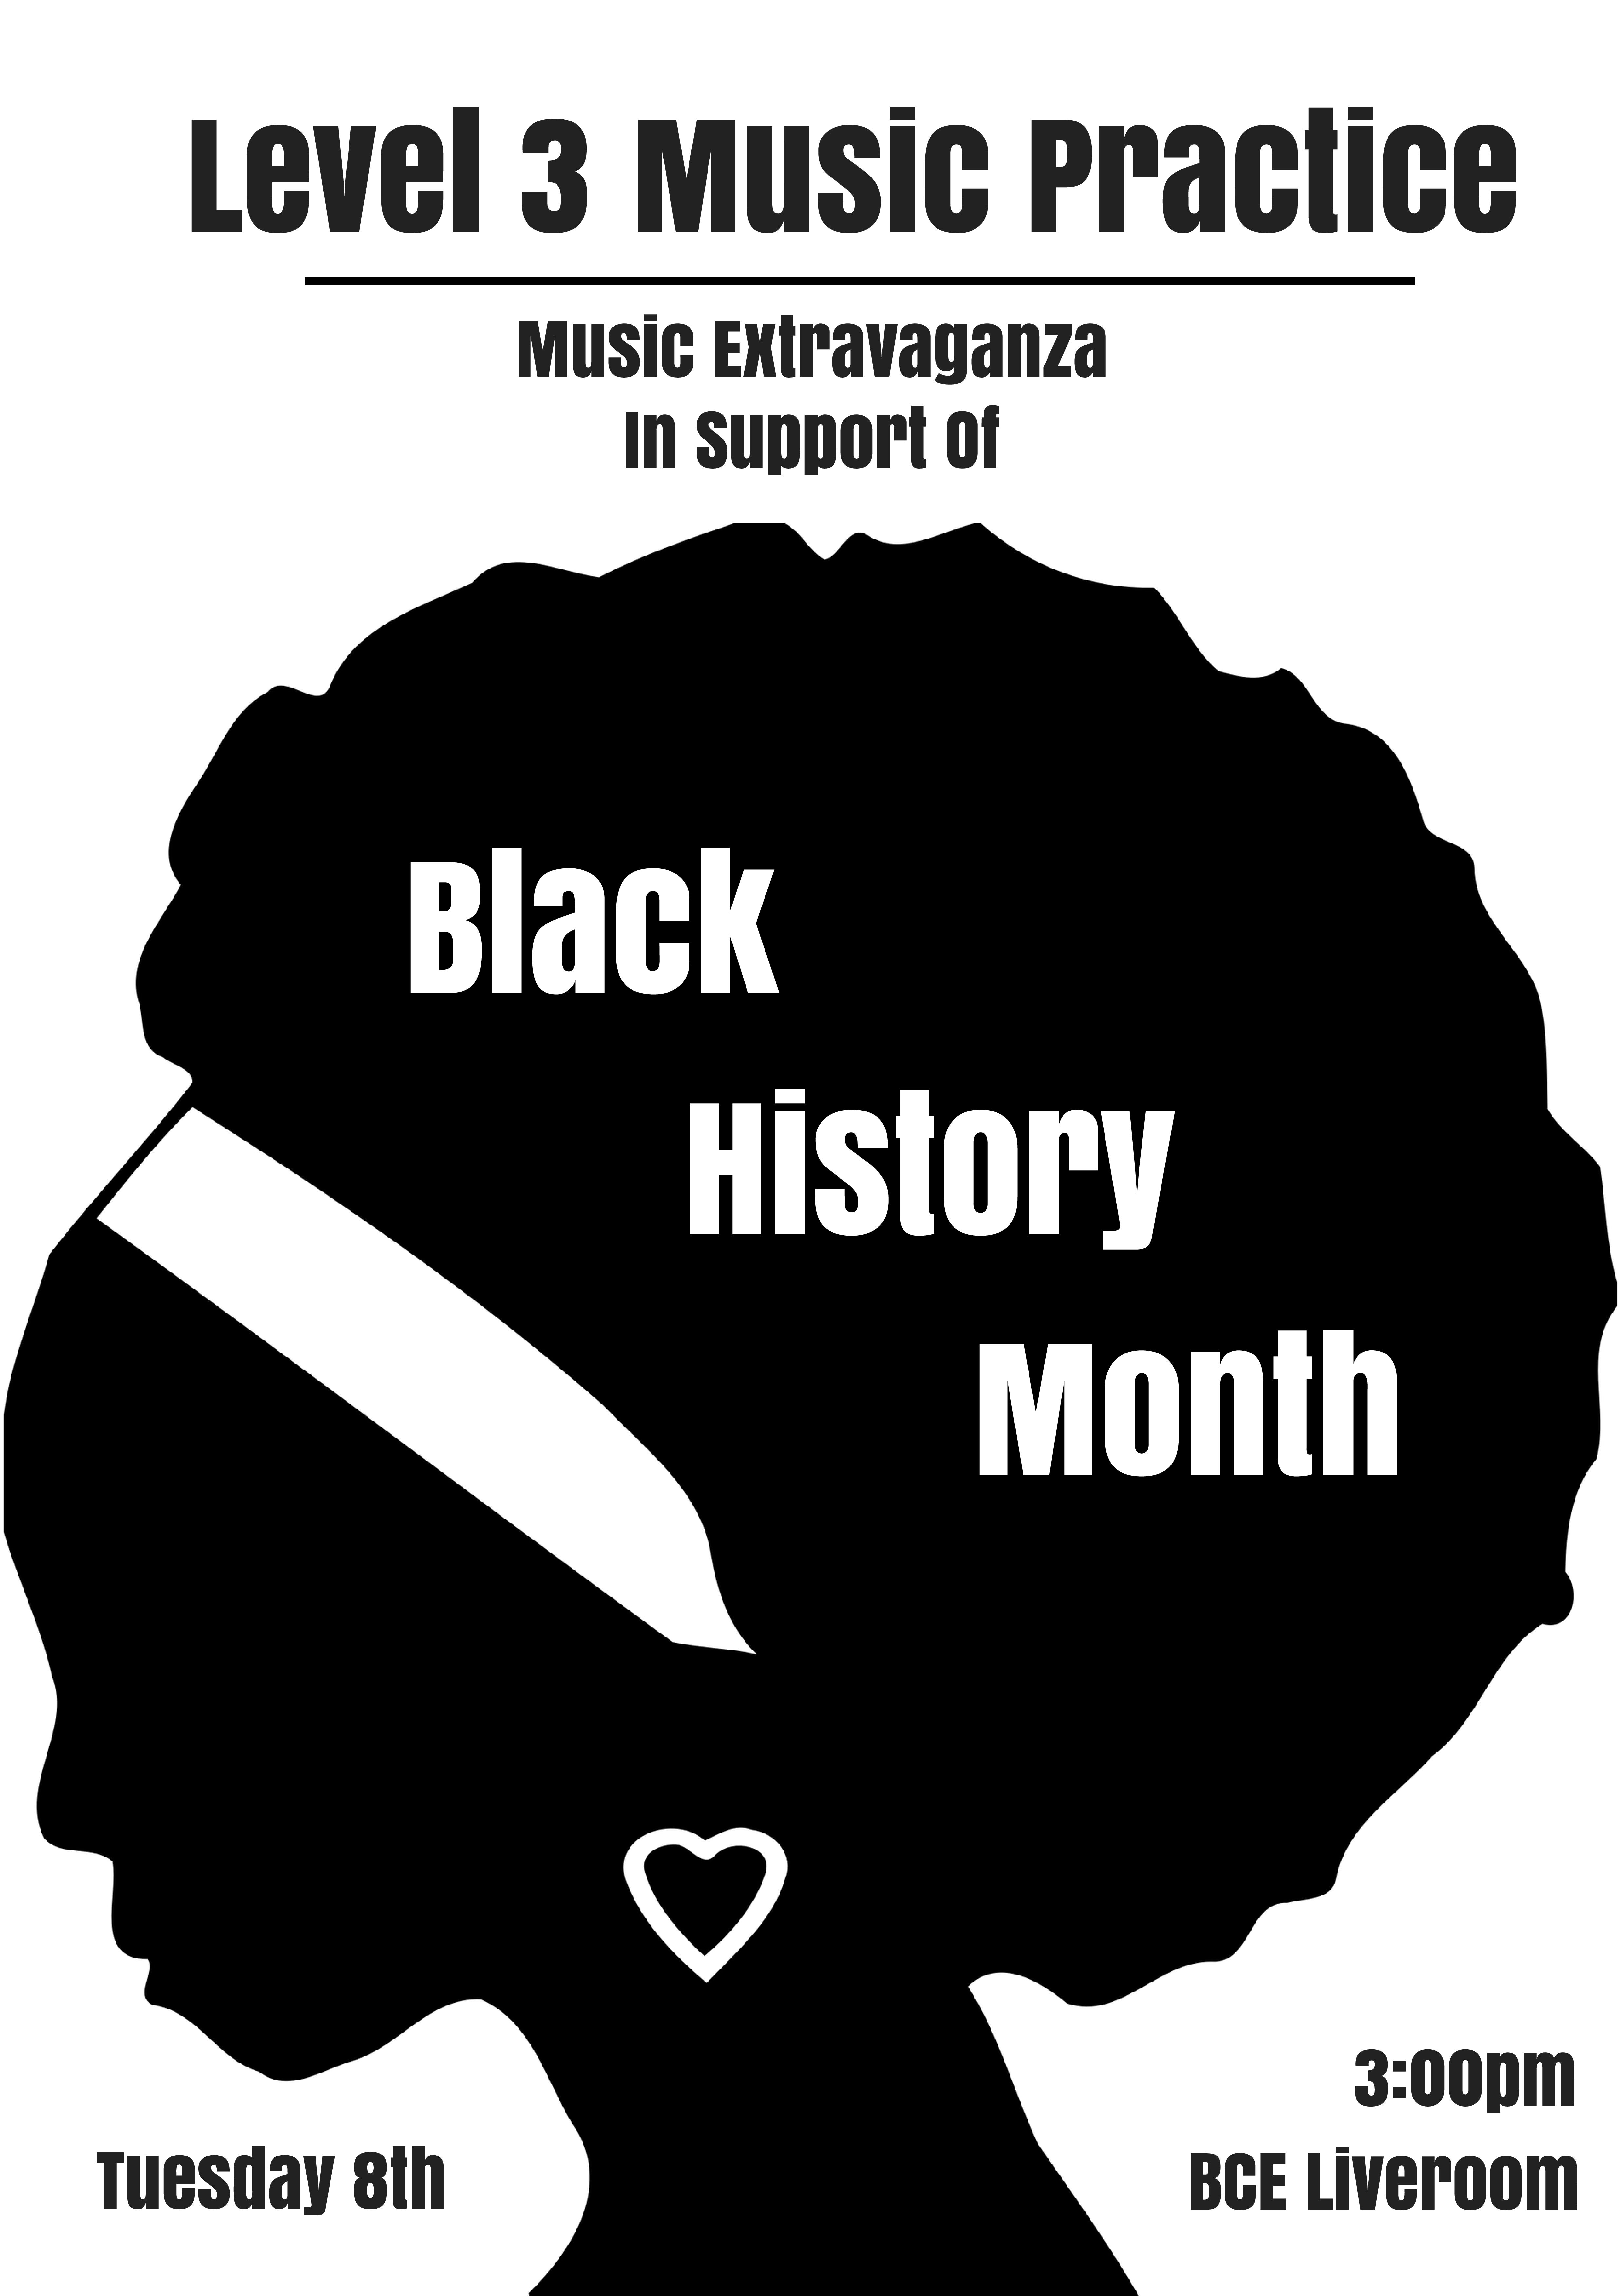 Level 3 Music Practice
Music Extravaganza
In Support Of
Black
History
Month
3:00pm
Tuesday 8th
BCE Liveroom